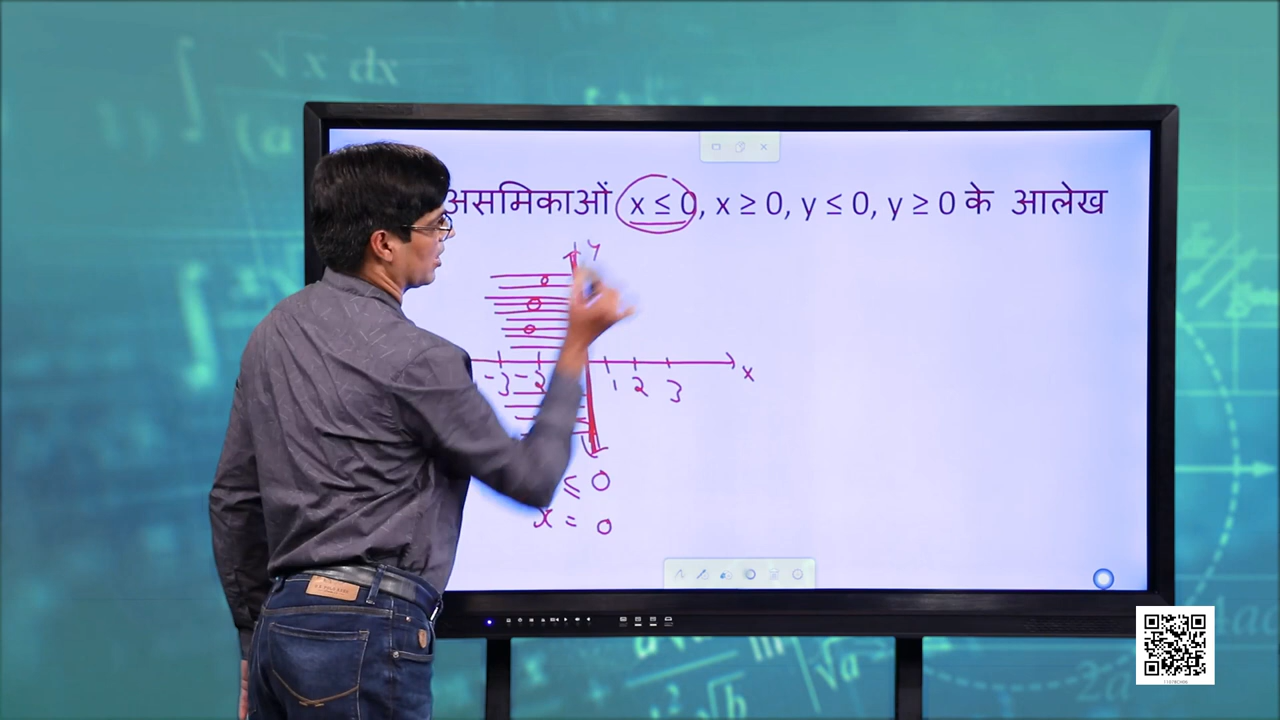 असमिकाओं x ≤ 0, x ≥ 0, y ≤ 0, y ≥ 0 के आलेख
y
x
-3 -2 1 2 3
≤ 0
x = 0